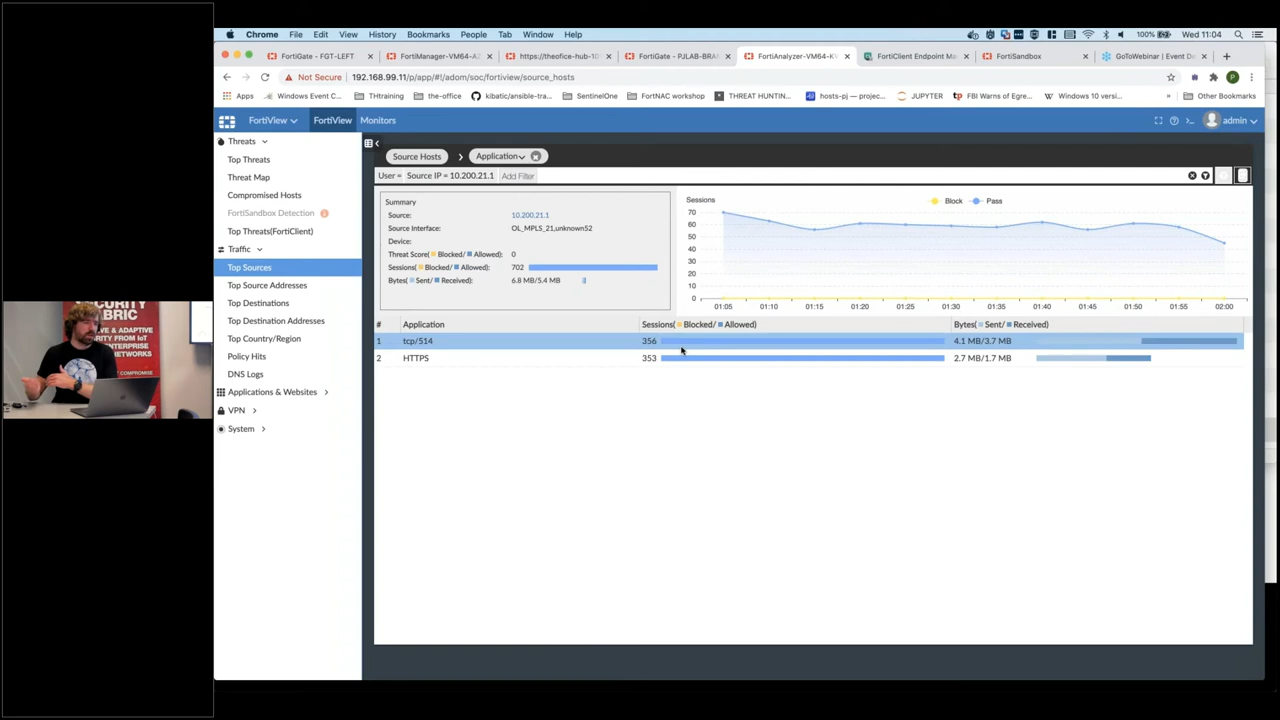 Chrome File Edit View History Bookmarks People Tab Window Help 100% Wed 11:04
FortiGate - FGT-LEFT FortiManager-VM64-AZ https://theofice-hub-10 FortiGate - PJLAB-BRA FortiAnalyzer-VM64-KV FortiClient Endpoint Ma FortiSandbox GoToWebinar | Event De
Not Secure 192.168.99.11/p/app/#!/adom/soc/fortiview/source_hosts
Apps Windows Event C... THtraining the-office kibatic/ansible-tra... SentinelOne FortNAC workshop THREAT HUNTIN... hosts-pj — projec... JUPYTER FBI Warns of Egre... Windows 10 versi... » Other Bookmarks
FortiView FortiView Monitors admin
Threats
Top Threats
Threat Map
Compromised Hosts
FortiSandbox Detection
Top Threats(FortiClient)
Traffic
Top Sources
Top Source Addresses
Top Destinations
Top Destination Addresses
Top Country/Region
Policy Hits
DNS Logs
Applications & Websites
VPN
System
Source Hosts Application
User = Source IP = 10.200.21.1 Add Filter
Summary
Source: 10.200.21.1
Source Interface: OL_MPLS_21,unknown52
Device:
Threat Score( Blocked/ Allowed): 0
Sessions( Blocked/ Allowed): 702
Bytes( Sent/ Received): 6.8 MB/5.4 MB
Sessions Block Pass
70
60
50
40
30
20
10
0
01:05 01:10 01:15 01:20 01:25 01:30 01:35 01:40 01:45 01:50 01:55 02:00
# Application Sessions( Blocked/ Allowed) Bytes( Sent/ Received)
1 tcp/514 356 4.1 MB/3.7 MB
2 HTTPS 353 2.7 MB/1.7 MB